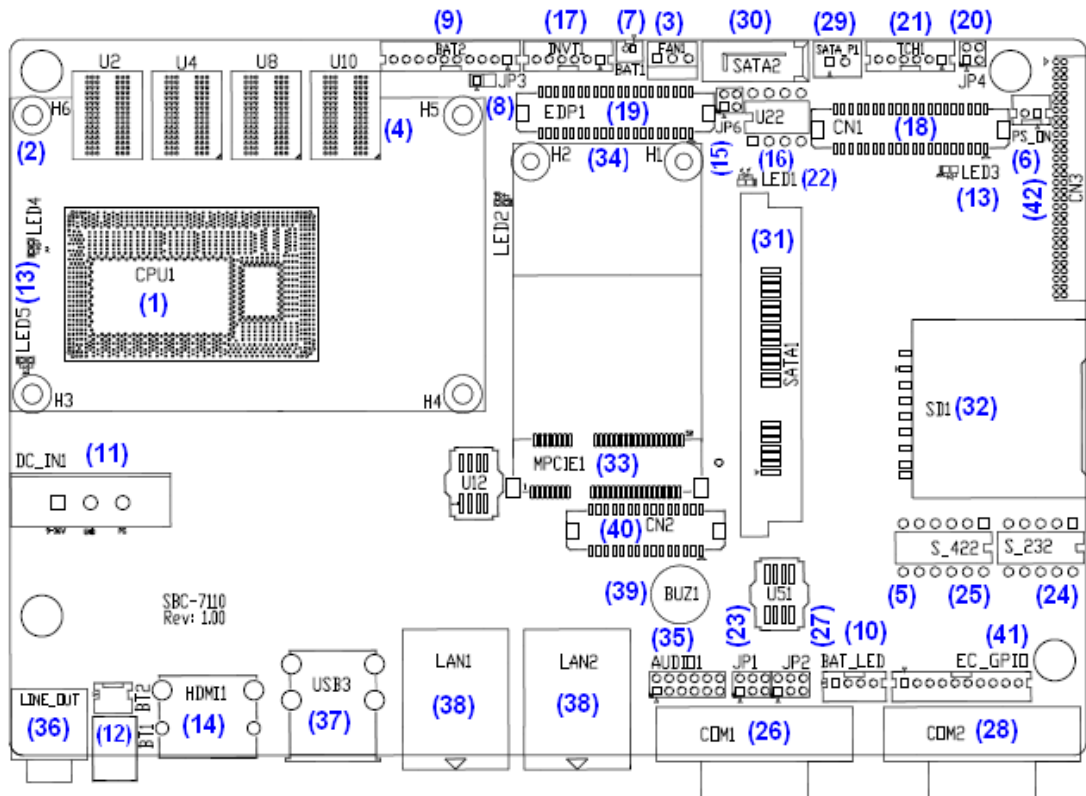 (9) (17) (7) (3) (30) (29) (21) (20)
U2 U4 U8 U10 BAT2 INVT1 BAT1 FAN1 SATA2 SATA_P1 TCH1 JP4
H6 H5 JP3 EDP1 (19) JP6 U22 CN1 (18) PS_IN
(2) (4) (8) (34) (15) (16) (6)
H2 H1 LED1 (22) LED3 (13) (42) CN3
LED4 LED2
(13) CPU1 (31)
(1)
LED5 SATA1
H3 H4 SD1 (32)
DC_IN1 (11) MPCIE1 (33)
U12
9~36V GND FG
(40) CN2 S_422 S_232
(39) BUZ1 U51 (5) (25) (24)
SBC-7110
Rev: 1.00
(35) (23) (27) (10) (41)
LAN1 LAN2 AUDIO1 JP1 JP2 BAT_LED EC_GPIO
LINE_OUT BT2 HDMI1 USB3
(36) (12) BT1 (14) (37) (38) (38) COM1 (26) COM2 (28)